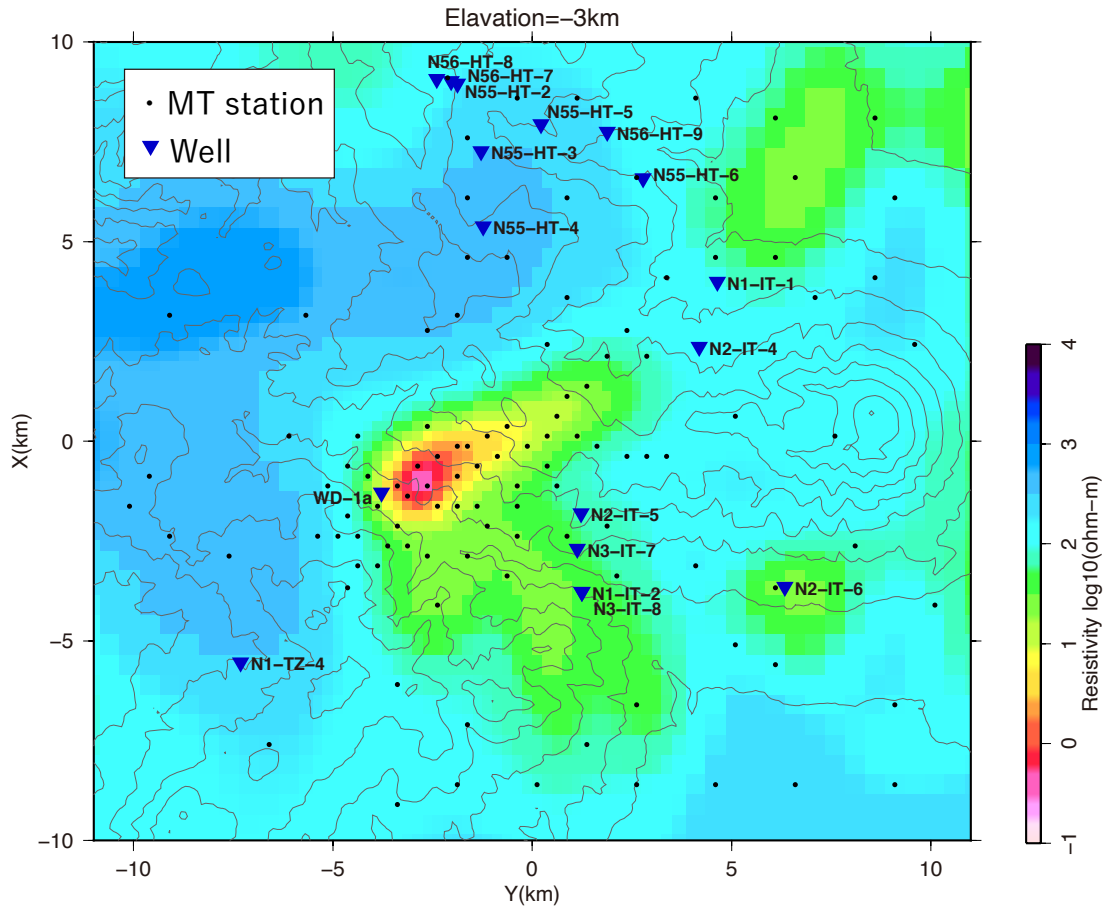 Elavation=−3km
MT station
Well
N56−HT−8
N56−HT−7
N55−HT−2
N55−HT−5
N56−HT−9
N55−HT−3
N55−HT−6
N55−HT−4
N1−IT−1
N2−IT−4
WD−1a
N2−IT−5
N3−IT−7
N1−IT−2
N3−IT−8
N2−IT−6
N1−TZ−4
10
5
0
−5
−10
X(km)
−10
−5
0
5
10
Y(km)
4
3
2
1
0
−1
Resistivity log10(ohm−m)